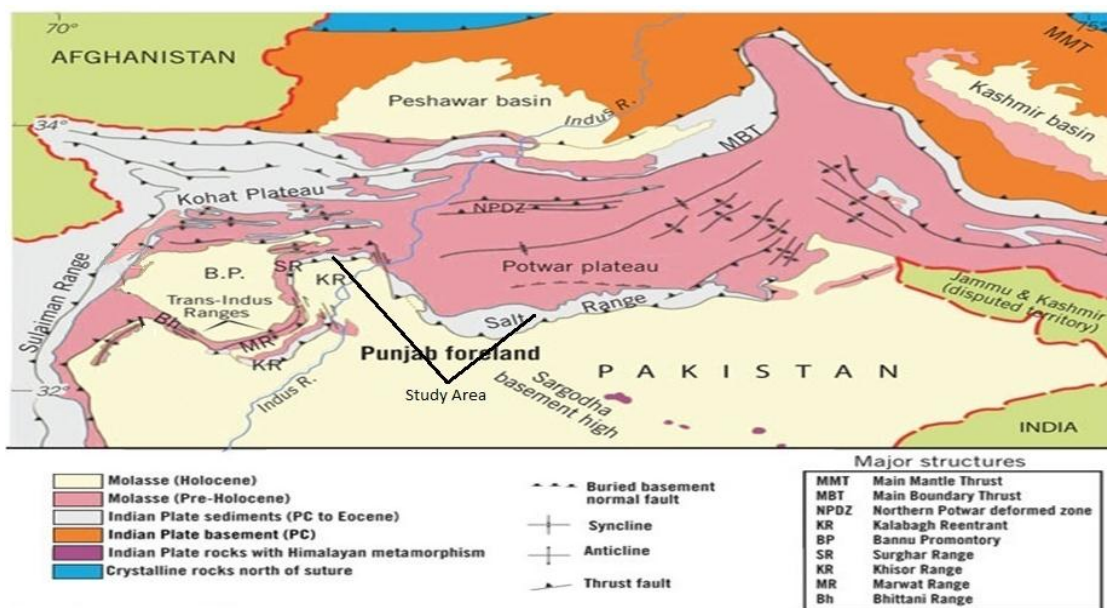 70°
75°
AFGHANISTAN
MMT
Peshawar basin
Indus R.
Kashmir basin
34°
MBT
Kohat Plateau
NPDZ
Sulaiman Range
B.P.
SR
KR
Potwar plateau
Trans-Indus
Ranges
Jammu & Kashmir
(disputed territory)
Bh
MR
KR
Salt Range
Punjab foreland
32°
Indus R.
Study Area
Sargodha
basement high
PAKISTAN
INDIA
Molasse (Holocene)
Molasse (Pre-Holocene)
Indian Plate sediments (PC to Eocene)
Indian Plate basement (PC)
Indian Plate rocks with Himalayan metamorphism
Crystalline rocks north of suture
Buried basement
normal fault
Syncline
Anticline
Thrust fault
Major structures
MMT Main Mantle Thrust
MBT Main Boundary Thrust
NPDZ Northern Potwar deformed zone
KR Kalabagh Reentrant
BP Bannu Promontory
SR Surghar Range
KR Khisor Range
MR Marwat Range
Bh Bhittani Range